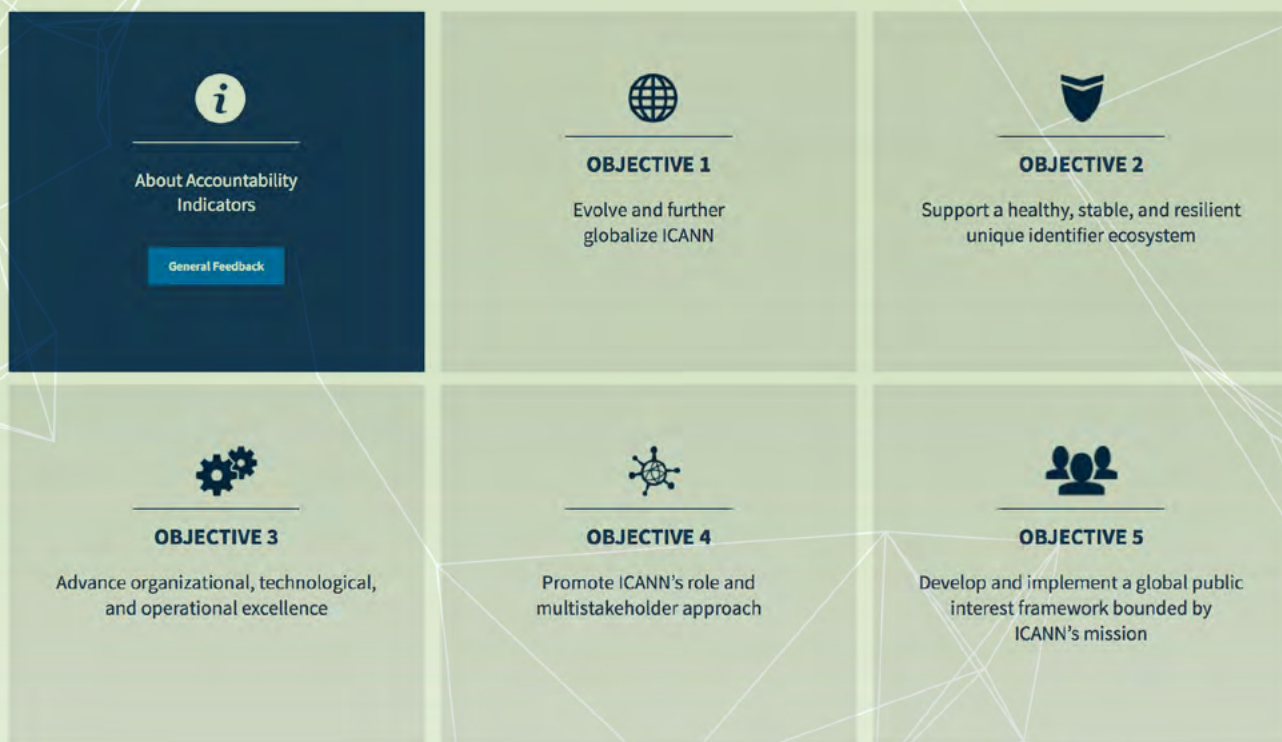 i
About Accountability
Indicators
General Feedback
OBJECTIVE 1
Evolve and further
globalize ICANN
OBJECTIVE 2
Support a healthy, stable, and resilient
unique identifier ecosystem
OBJECTIVE 3
Advance organizational, technological,
and operational excellence
OBJECTIVE 4
Promote ICANN's role and
multistakeholder approach
OBJECTIVE 5
Develop and implement a global public
interest framework bounded by
ICANN's mission